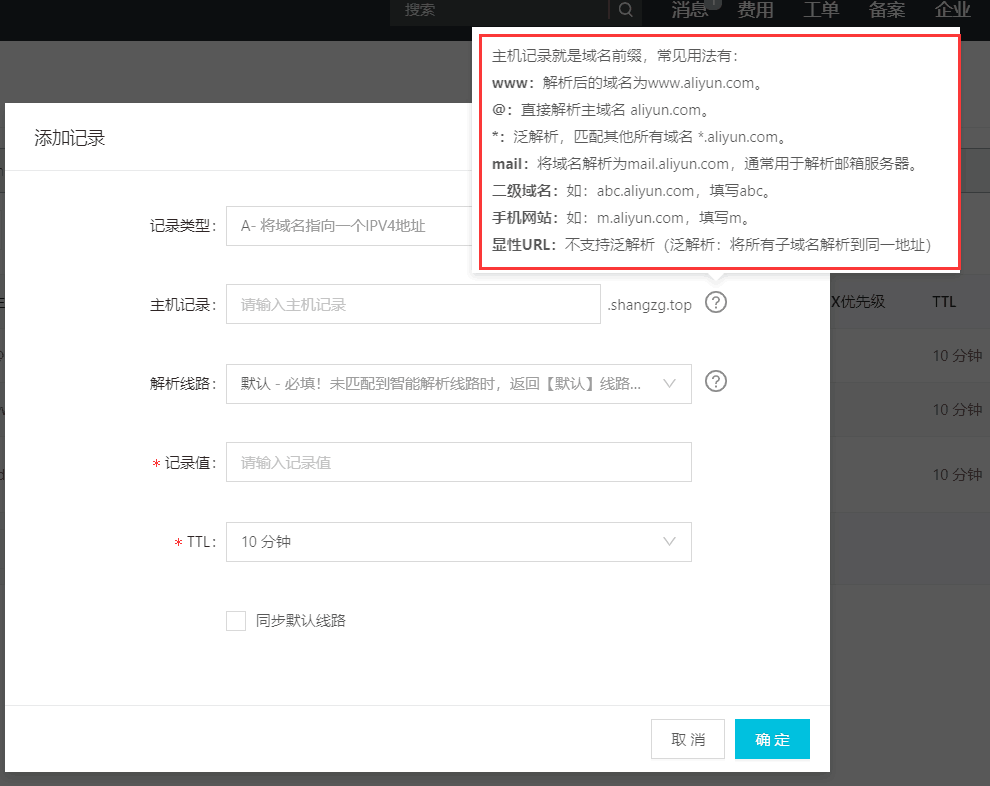 搜索
消息 1 费用 工单 备案 企业
主机记录就是域名前缀，常见用法有：
www：解析后的域名为www.aliyun.com。
@：直接解析主域名 aliyun.com。
*：泛解析，匹配其他所有域名 *.aliyun.com。
mail：将域名解析为mail.aliyun.com，通常用于解析邮箱服务器。
二级域名：如：abc.aliyun.com，填写abc。
手机网站：如：m.aliyun.com，填写m。
显性URL：不支持泛解析（泛解析：将所有子域名解析到同一地址）
添加记录
记录类型： A- 将域名指向一个IPV4地址
主机记录： 请输入主机记录 .shangzg.top ?
X优先级 TTL
10 分钟
解析线路： 默认 - 必填！未匹配到智能解析线路时，返回【默认】线路... ?
10 分钟
* 记录值： 请输入记录值
10 分钟
* TTL： 10 分钟
同步默认线路
取 消 确 定